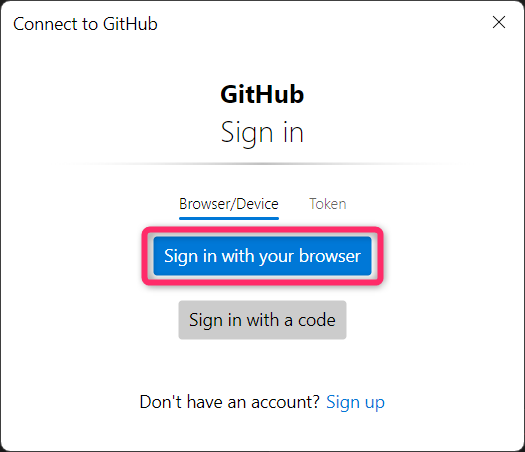 Connect to GitHub
GitHub
Sign in
Browser/Device Token
Sign in with your browser
Sign in with a code
Don't have an account? Sign up